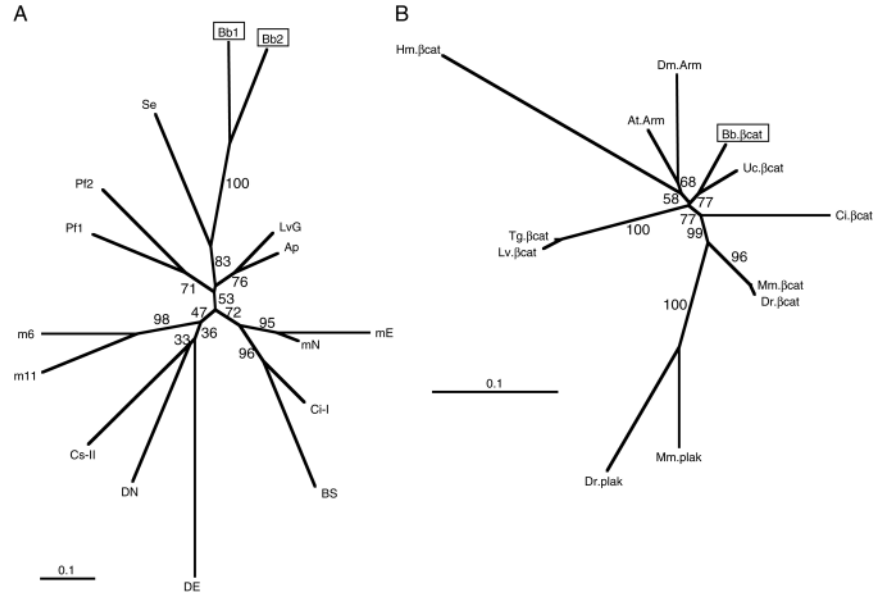 A
Bb1
Bb2
Se
100
Pf2
Pf1
LvG
Ap
83
76
71
53
47
72
98
36
33
95
96
m6
m11
mE
mN
Ci-I
Cs-II
DN
BS
0.1
DE
B
Hm.βcat
Dm.Arm
At.Arm
Bb.βcat
Uc.βcat
68
58
77
77
Ci.βcat
100
99
Tg.βcat
Lv.βcat
96
Mm.βcat
Dr.βcat
100
0.1
Mm.plak
Dr.plak